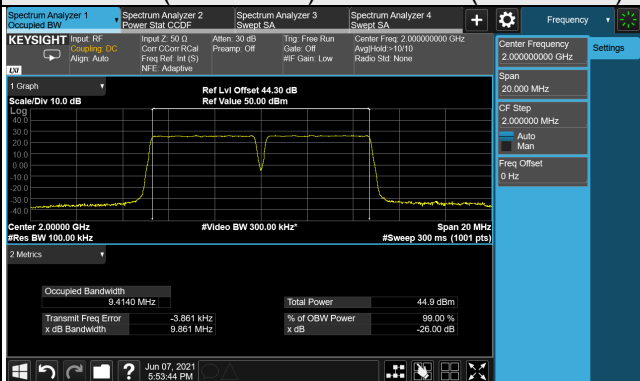 Spectrum Analyzer 1
Occupied BW
Spectrum Analyzer 2
Power Stat CCDF
Spectrum Analyzer 3
Swept SA
Spectrum Analyzer 4
Swept SA
+
Frequency
KEYSIGHT
Input: RF
Coupling: DC
Align: Auto
Input Z: 50 Ω
Corr CCorr RCal
Freq Ref: Int (S)
NFE: Adaptive
Atten: 30 dB
Preamp: Off
Trig: Free Run
Gate: Off
#IF Gain: Low
Center Freq: 2.000000000 GHz
Avg|Hold:>10/10
Radio Std: None
LXI
Center Frequency
2.000000000 GHz
Settings
Span
20.000 MHz
CF Step
2.000000 MHz
Auto
Man
Freq Offset
0 Hz
1 Graph
Scale/Div 10.0 dB
Ref Lvl Offset 44.30 dB
Ref Value 50.00 dBm
Log
40.0
30.0
20.0
10.0
0.00
-10.0
-20.0
-30.0
-40.0
Center 2.00000 GHz
#Res BW 100.00 kHz
#Video BW 300.00 kHz*
Span 20 MHz
#Sweep 300 ms (1001 pts)
2 Metrics
Occupied Bandwidth
9.4140 MHz
Total Power 44.9 dBm
Transmit Freq Error -3.861 kHz
% of OBW Power 99.00 %
x dB Bandwidth 9.861 MHz
x dB -26.00 dB
?
Jun 07, 2021
5:53:44 PM